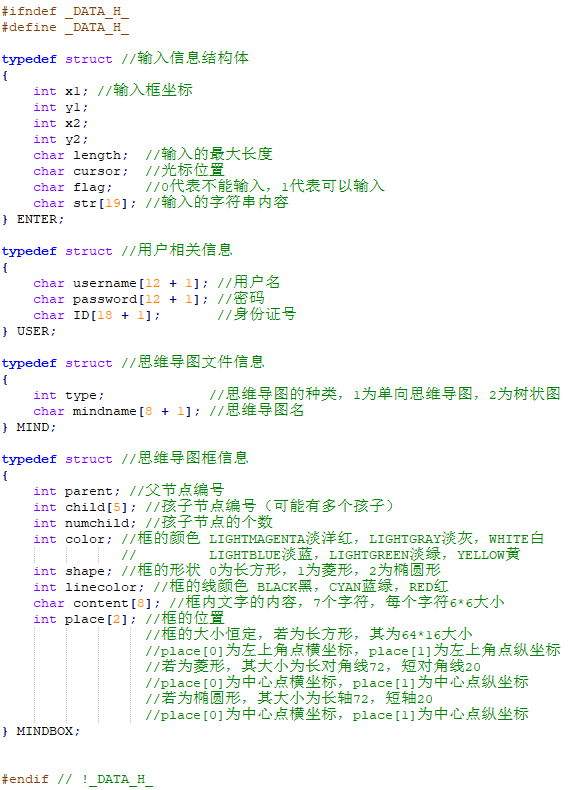 #ifndef _DATA_H_
#define _DATA_H_
typedef struct //输入信息结构体
{
    int x1; //输入框坐标
    int y1;
    int x2;
    int y2;
    char length;  //输入的最大长度
    char cursor;  //光标位置
    char flag;    //0代表不能输入，1代表可以输入
    char str[19]; //输入的字符串内容
} ENTER;
typedef struct //用户相关信息
{
    char username[12 + 1]; //用户名
    char password[12 + 1]; //密码
    char ID[18 + 1];       //身份证号
} USER;
typedef struct //思维导图文件信息
{
    int type;             //思维导图的种类，1为单向思维导图，2为树状图
    char mindname[8 + 1]; //思维导图名
} MIND;
typedef struct //思维导图框信息
{
    int parent; //父节点编号
    int child[5]; //孩子节点编号（可能有多个孩子）
    int numchild; //孩子节点的个数
    int color; //框的颜色 LIGHTMAGENTA淡洋红，LIGHTGRAY淡灰，WHITE白
               //         LIGHTBLUE淡蓝，LIGHTGREEN淡绿，YELLOW黄
    int shape; //框的形状 0为长方形，1为菱形，2为椭圆形
    int linecolor; //框的线颜色 BLACK黑，CYAN蓝绿，RED红
    char content[8]; //框内文字的内容，7个字符，每个字符6*6大小
    int place[2]; //框的位置
                  //框的大小恒定，若为长方形，其为64*16大小
                  //place[0]为左上角点横坐标，place[1]为左上角点纵坐标
                  //若为菱形，其大小为长对角线72，短对角线20
                  //place[0]为中心点横坐标，place[1]为中心点纵坐标
                  //若为椭圆形，其大小为长轴72，短轴20
                  //place[0]为中心点横坐标，place[1]为中心点纵坐标
} MINDBOX;
#endif // !_DATA_H_